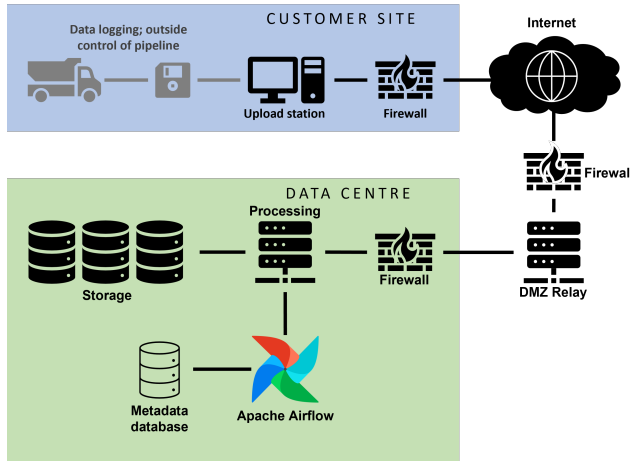 CUSTOMER SITE
Internet
Data logging; outside
control of pipeline
Upload station
Firewall
Firewal
DATA CENTRE
Processing
Storage
Firewall
DMZ Relay
Metadata
database
Apache Airflow